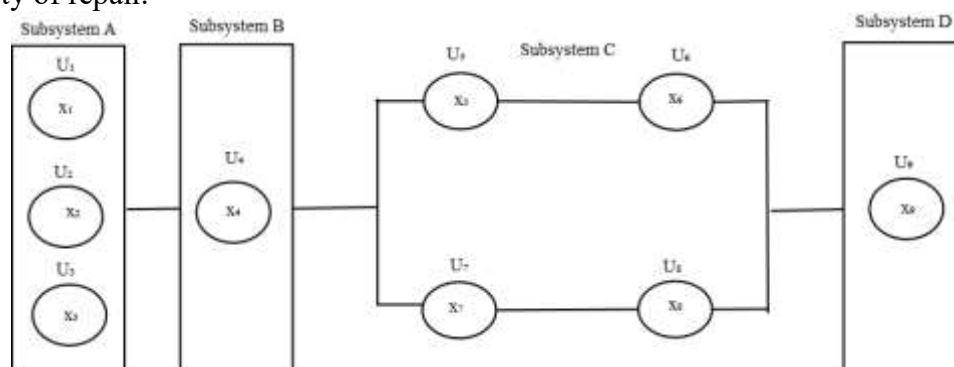 ty of repair.
Subsystem A
Subsystem B
Subsystem C
Subsystem D
U₁
X₁
U₂
X₂
U₃
X₃
U₄
X₄
U₅
X₅
U₆
X₆
U₇
X₇
U₈
X₈
U₉
X₉